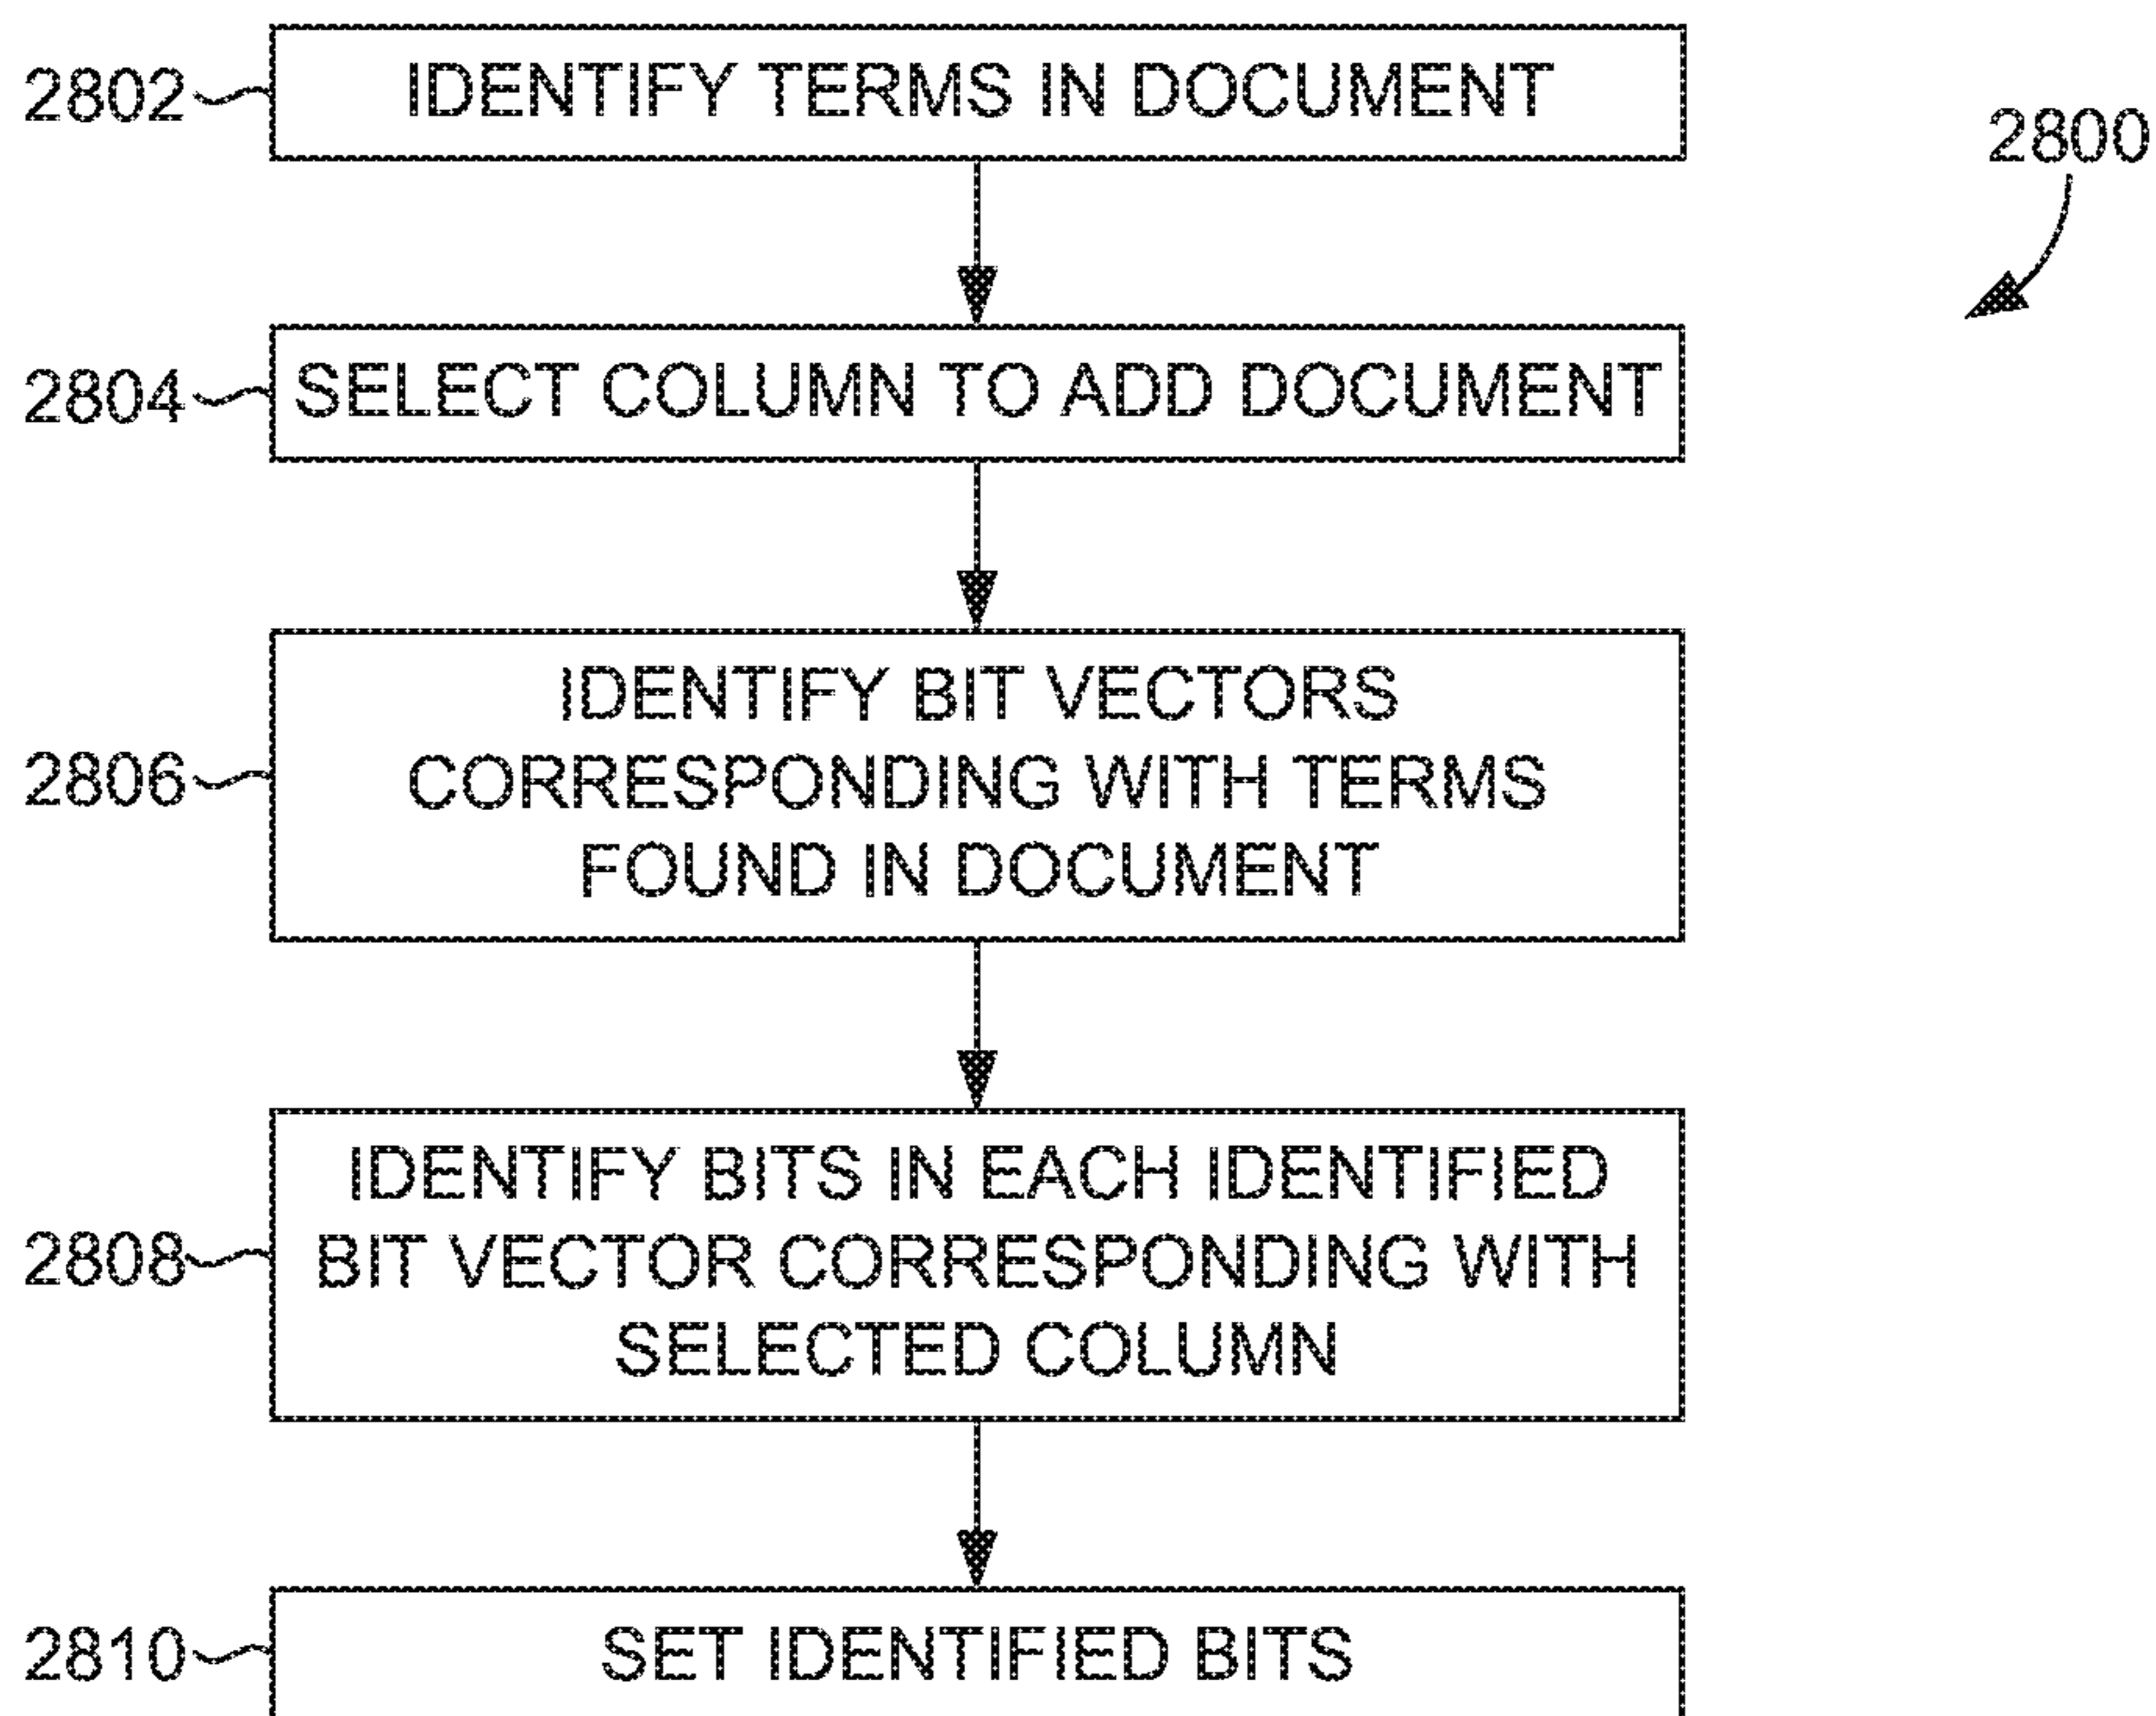 2802 IDENTIFY TERMS IN DOCUMENT
2800
2804 SELECT COLUMN TO ADD DOCUMENT
IDENTIFY BIT VECTORS
2806 CORRESPONDING WITH TERMS
FOUND IN DOCUMENT
IDENTIFY BITS IN EACH IDENTIFIED
2808 BIT VECTOR CORRESPONDING WITH
SELECTED COLUMN
2810 SET IDENTIFIED BITS